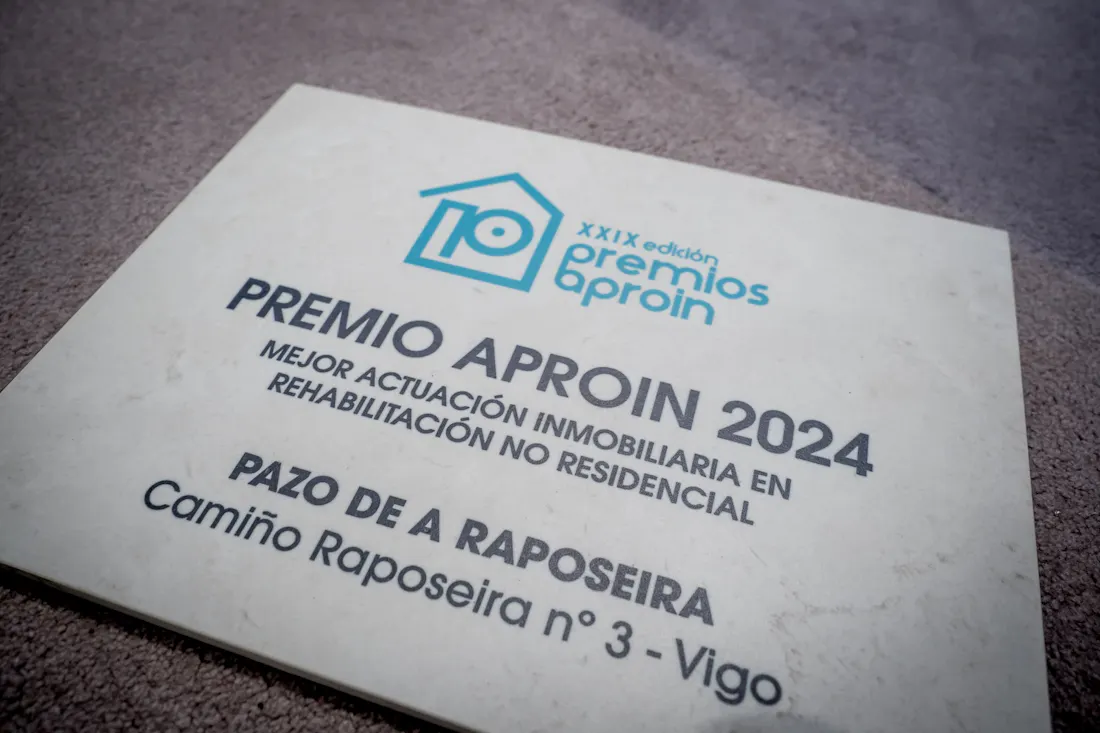 XXIX edición
premios
aproin
PREMIO APROIN 2024
MEJOR ACTUACIÓN INMOBILIARIA EN
REHABILITACIÓN NO RESIDENCIAL
PAZO DE A RAPOSEIRA
Camiño Raposeira n° 3 - Vigo